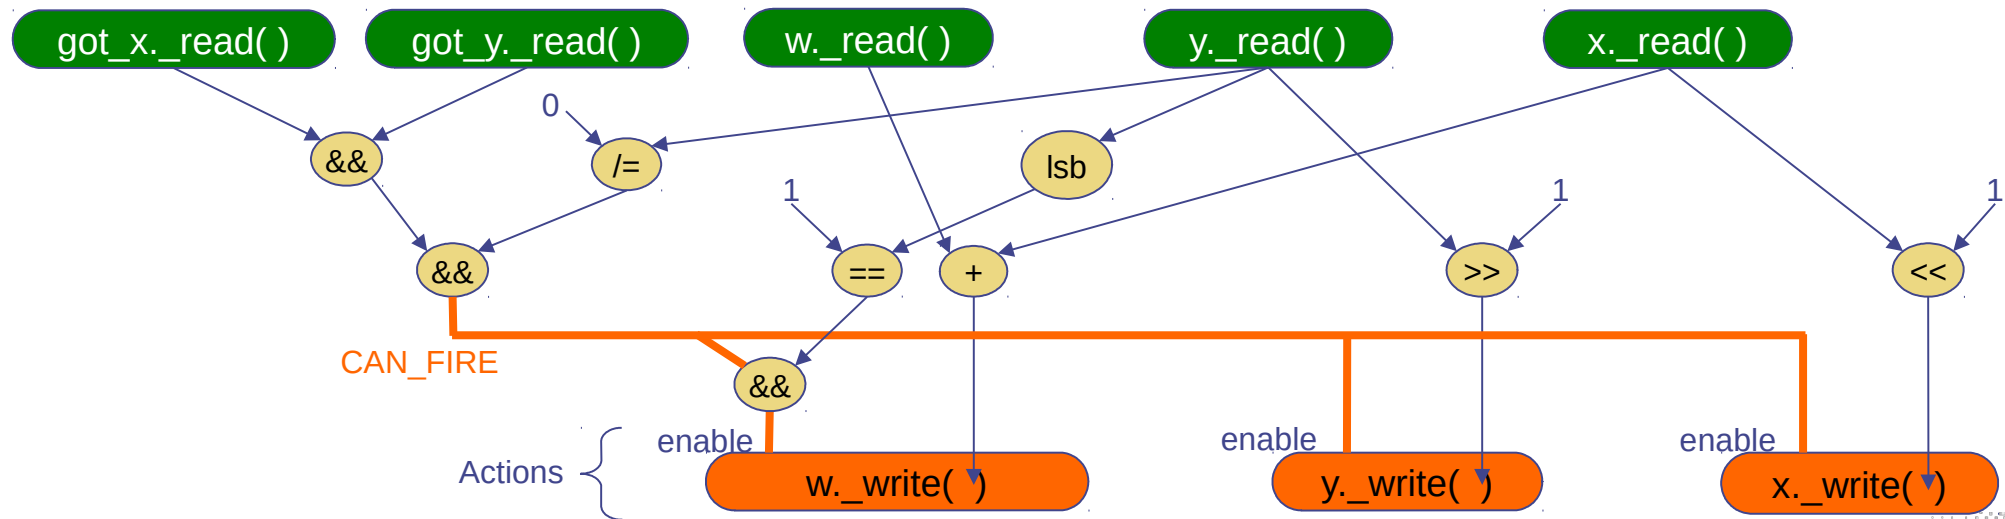 got_x._read( )
got_y._read( )
w._read( )
y._read( )
x._read( )
0
&&
/=
lsb
1
1
1
&&
==
+
>>
<<
CAN_FIRE
&&
enable
enable
enable
Actions
w._write( )
y._write( )
x._write( )